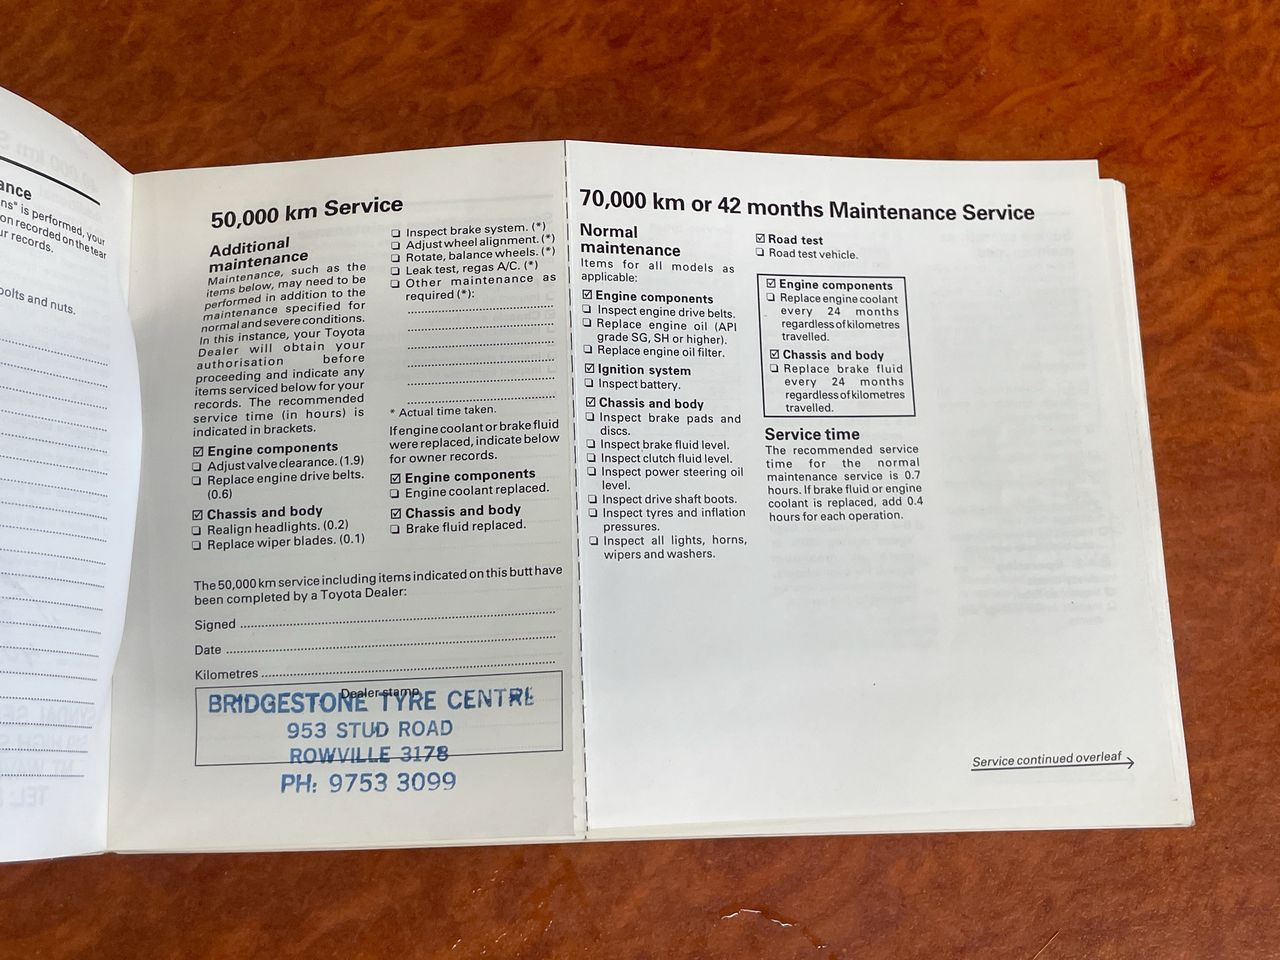 ance
ns" is performed, your
on recorded on the tear
ur records.
olts and nuts.
50,000 km Service
Additional
maintenance
Maintenance, such as the
items below, may need to be
performed in addition to the
maintenance specified for
normal and severe conditions.
In this instance, your Toyota
Dealer will obtain your
authorisation before
proceeding and indicate any
items serviced below for your
records. The recommended
service time (in hours) is
indicated in brackets.
☑ Engine components
❏ Adjust valve clearance. (1.9)
❏ Replace engine drive belts.
(0.6)
☑ Chassis and body
❏ Realign headlights. (0.2)
❏ Replace wiper blades. (0.1)
❏ Inspect brake system. (*)
❏ Adjust wheel alignment. (*)
❏ Rotate, balance wheels. (*)
❏ Leak test, regas A/C. (*)
❏ Other maintenance as
required (*):
* Actual time taken.
If engine coolant or brake fluid
were replaced, indicate below
for owner records.
☑ Engine components
❏ Engine coolant replaced.
☑ Chassis and body
❏ Brake fluid replaced.
The 50,000 km service including items indicated on this butt have
been completed by a Toyota Dealer:
Signed
Date
Kilometres
Dealer stamp
BRIDGESTONE TYRE CENTRE
953 STUD ROAD
ROWVILLE 3178
PH: 9753 3099
70,000 km or 42 months Maintenance Service
Normal
maintenance
Items for all models as
applicable:
☑ Engine components
❏ Inspect engine drive belts.
❏ Replace engine oil (API
grade SG, SH or higher).
❏ Replace engine oil filter.
☑ Ignition system
❏ Inspect battery.
☑ Chassis and body
❏ Inspect brake pads and
discs.
❏ Inspect brake fluid level.
❏ Inspect clutch fluid level.
❏ Inspect power steering oil
level.
❏ Inspect drive shaft boots.
❏ Inspect tyres and inflation
pressures.
❏ Inspect all lights, horns,
wipers and washers.
☑ Road test
❏ Road test vehicle.
☑ Engine components
❏ Replace engine coolant
every 24 months
regardless of kilometres
travelled.
☑ Chassis and body
❏ Replace brake fluid
every 24 months
regardless of kilometres
travelled.
Service time
The recommended service
time for the normal
maintenance service is 0.7
hours. If brake fluid or engine
coolant is replaced, add 0.4
hours for each operation.
Service continued overleaf